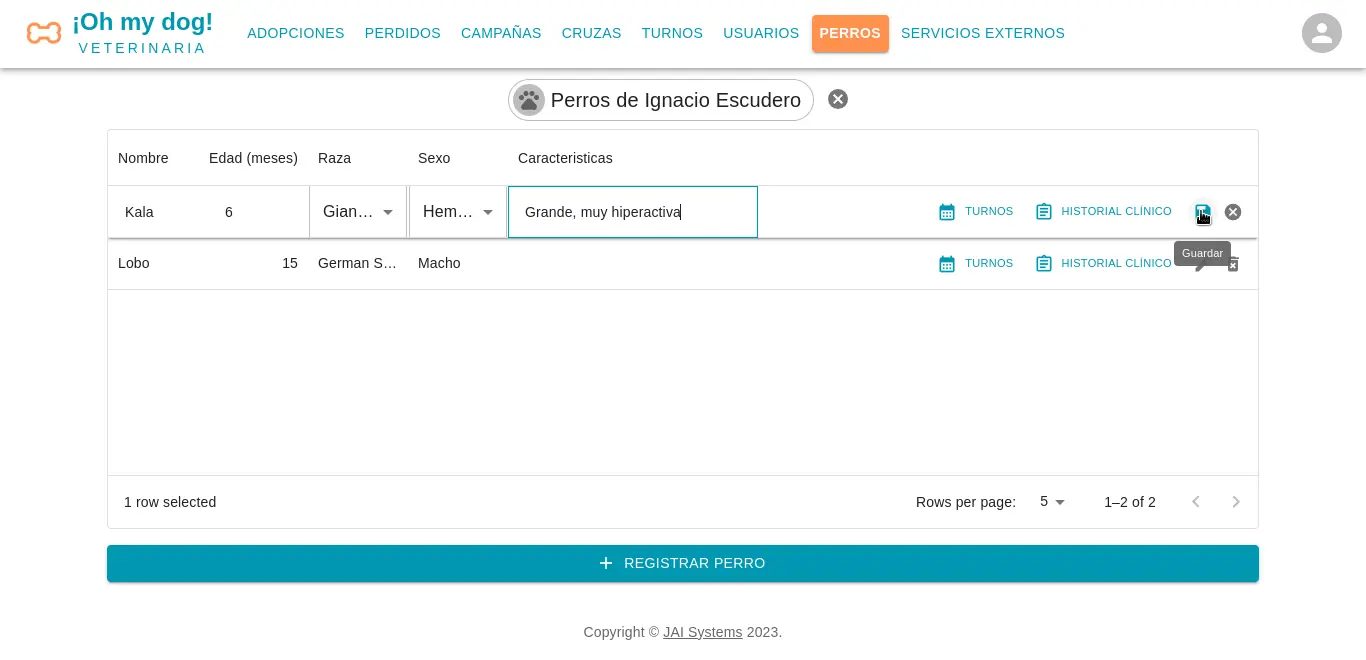 ¡Oh my dog!
VETERINARIA
ADOPCIONES PERDIDOS CAMPAÑAS CRUZAS TURNOS USUARIOS PERROS SERVICIOS EXTERNOS
Perros de Ignacio Escudero
Nombre Edad (meses) Raza Sexo Caracteristicas
Kala 6 Gian... Hem... Grande, muy hiperactiva TURNOS HISTORIAL CLÍNICO
Guardar
Lobo 15 German S... Macho TURNOS HISTORIAL CLÍNICO
1 row selected Rows per page: 5 1–2 of 2
+ REGISTRAR PERRO
Copyright © JAI Systems 2023.